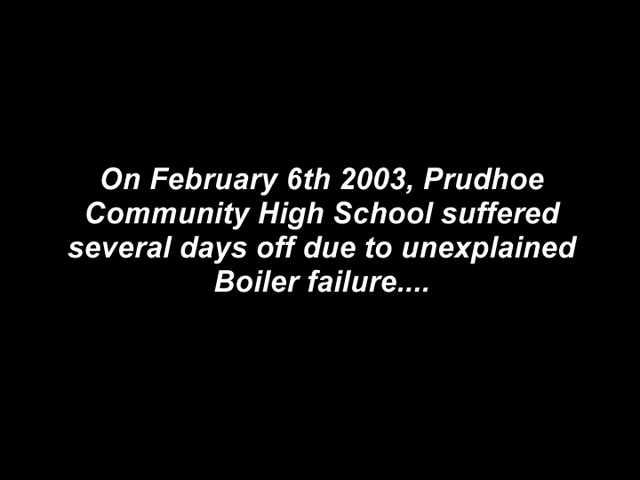 On February 6th 2003, Prudhoe
Community High School suffered
several days off due to unexplained
Boiler failure....